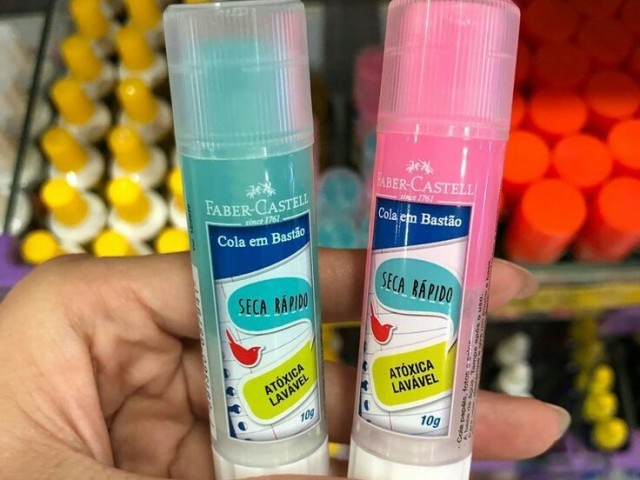 FABER-CASTELL
since 1761
Cola em Bastão
SECA RÁPIDO
ATÓXICA
LAVÁVEL
10g
FABER-CASTELL
since 1761
Cola em Bastão
SECA RÁPIDO
ATÓXICA
LAVÁVEL
10g